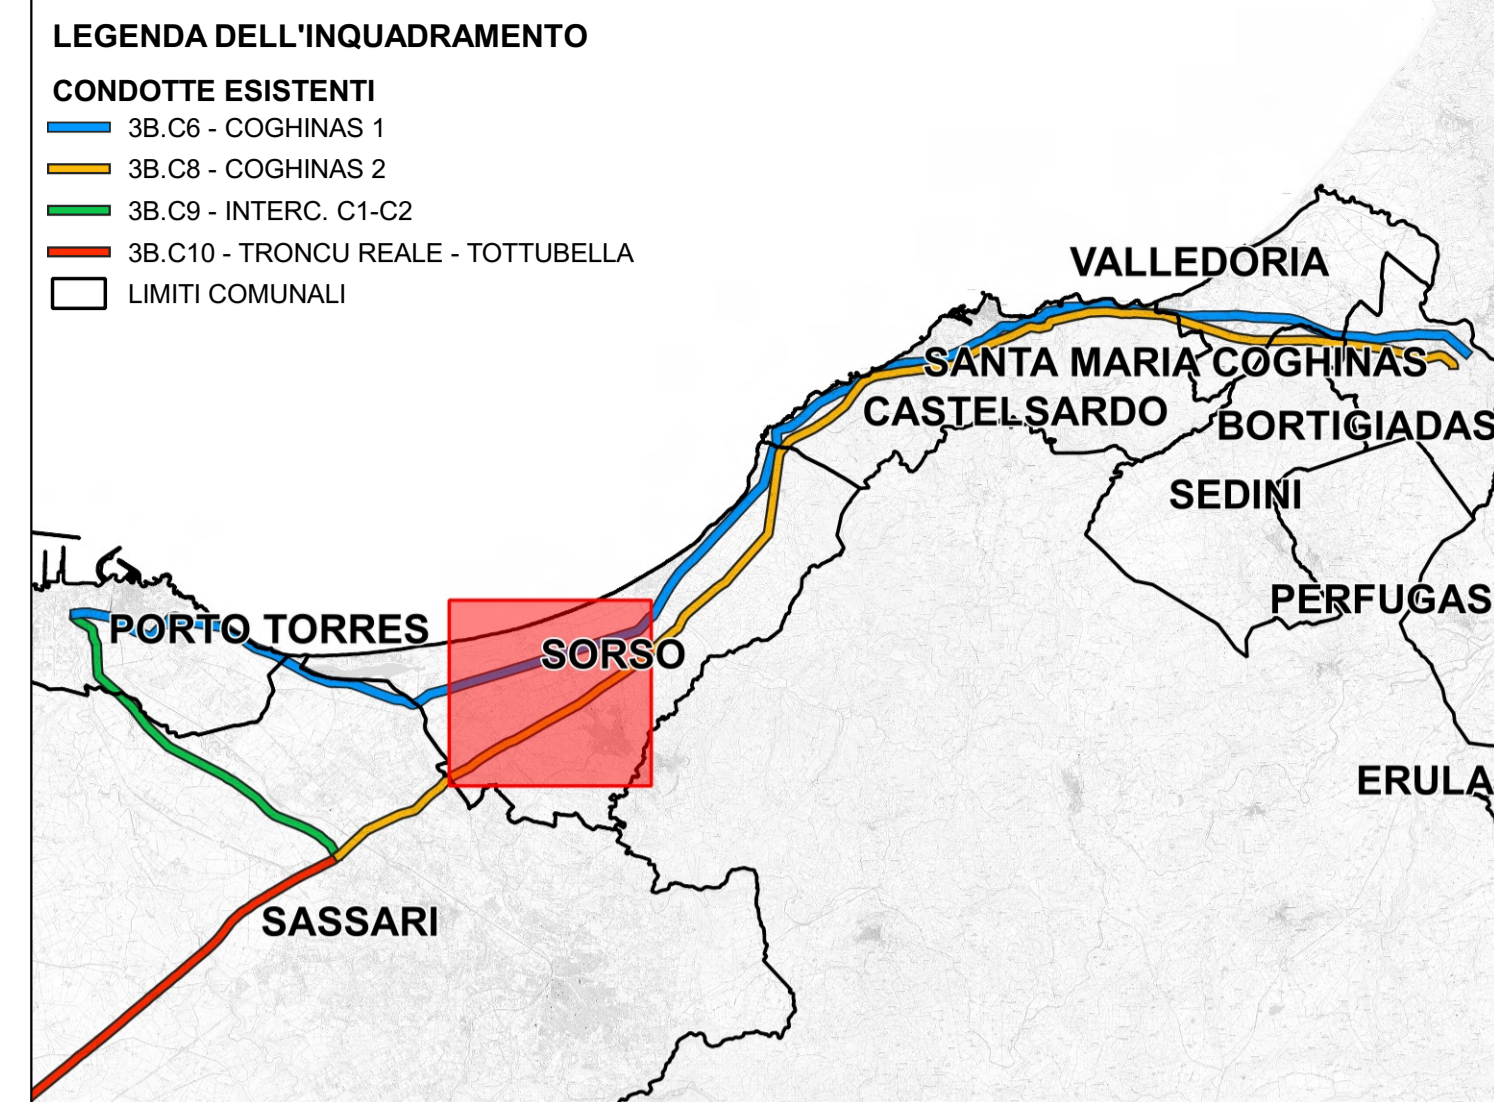 LEGENDA DELL'INQUADRAMENTO
CONDOTTE ESISTENTI
3B.C6 - COGHINAS 1
3B.C8 - COGHINAS 2
3B.C9 - INTERC. C1-C2
3B.C10 - TRONCU REALE - TOTTUBELLA
LIMITI COMUNALI
VALLEDORIA
SANTA MARIA COGHINAS
CASTELSARDO
BORTIGIADAS
SEDINI
PERFUGAS
PORTO TORRES
SORSO
ERULA
SASSARI